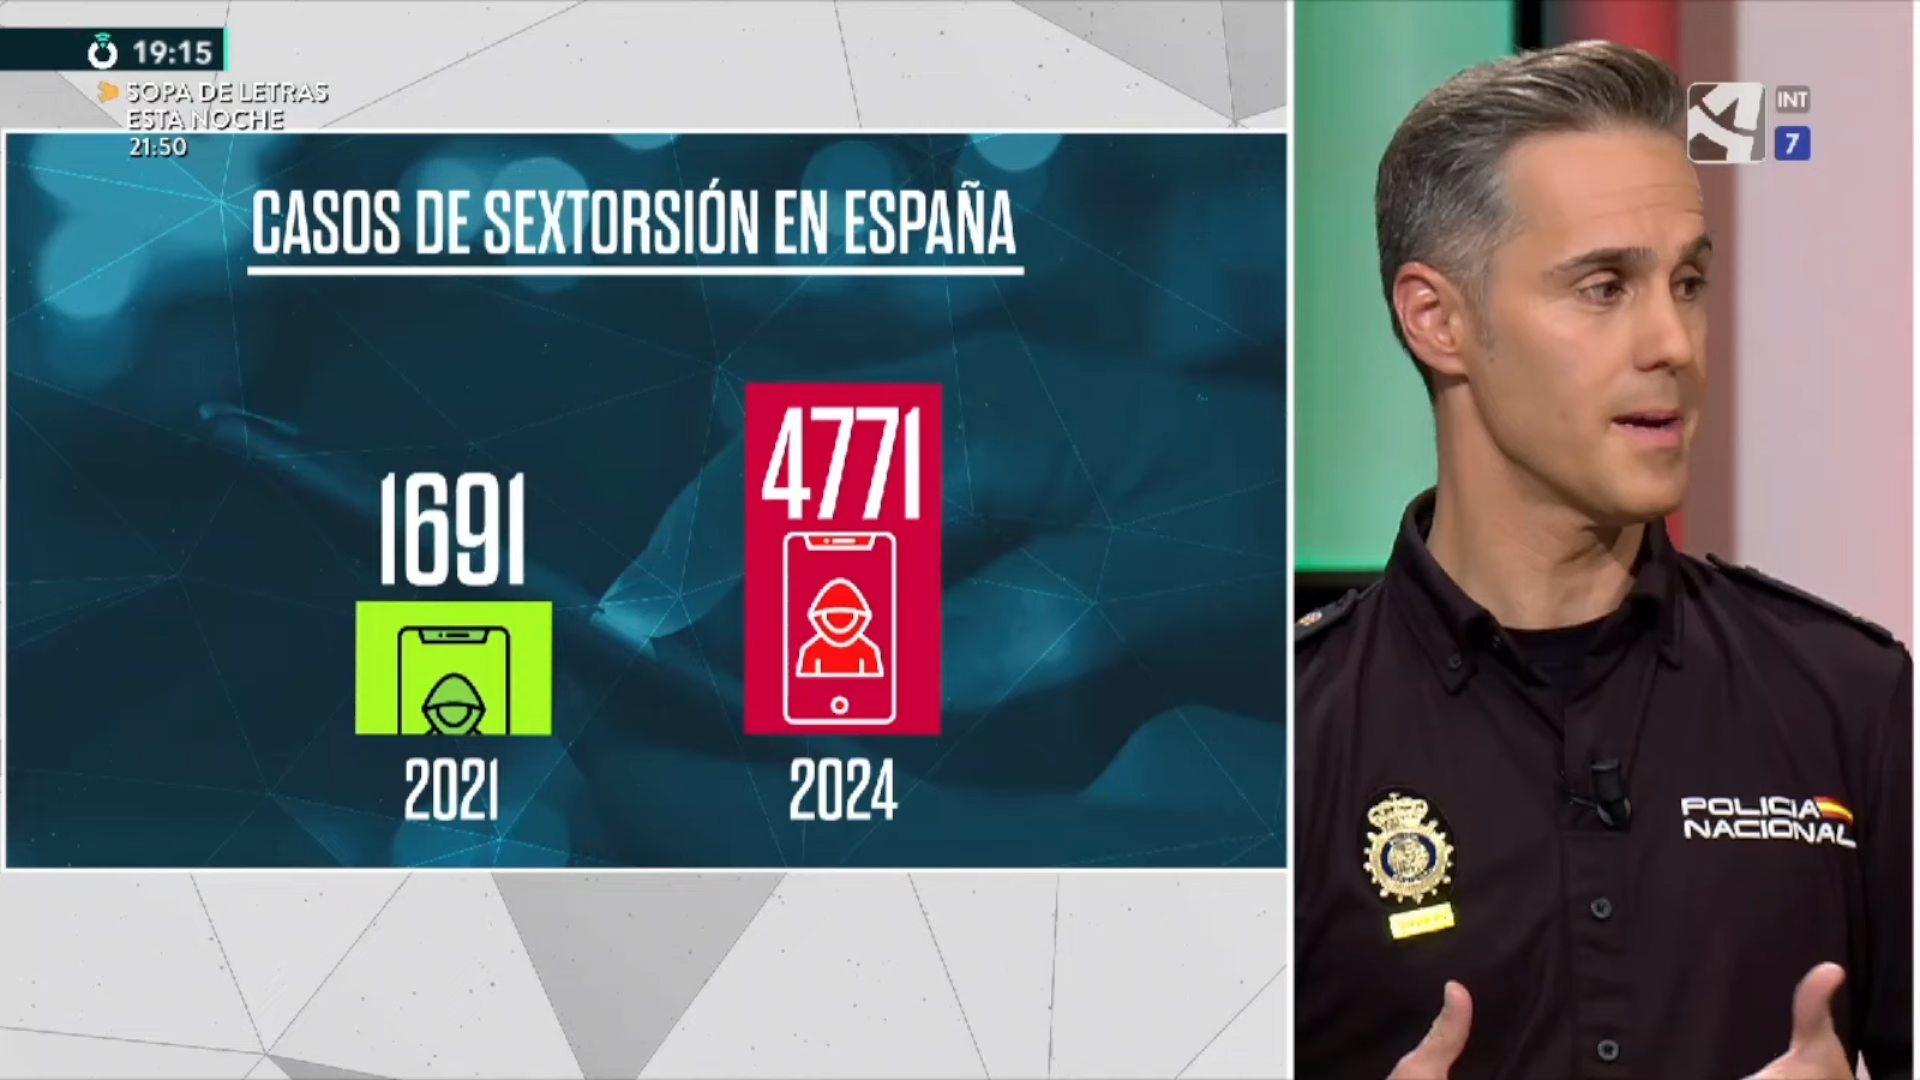 19:15
SOPA DE LETRAS
ESTA NOCHE
21:50
INT
7
CASOS DE SEXTORSIÓN EN ESPAÑA
1691
4771
2021
2024
POLICIA
NACIONAL